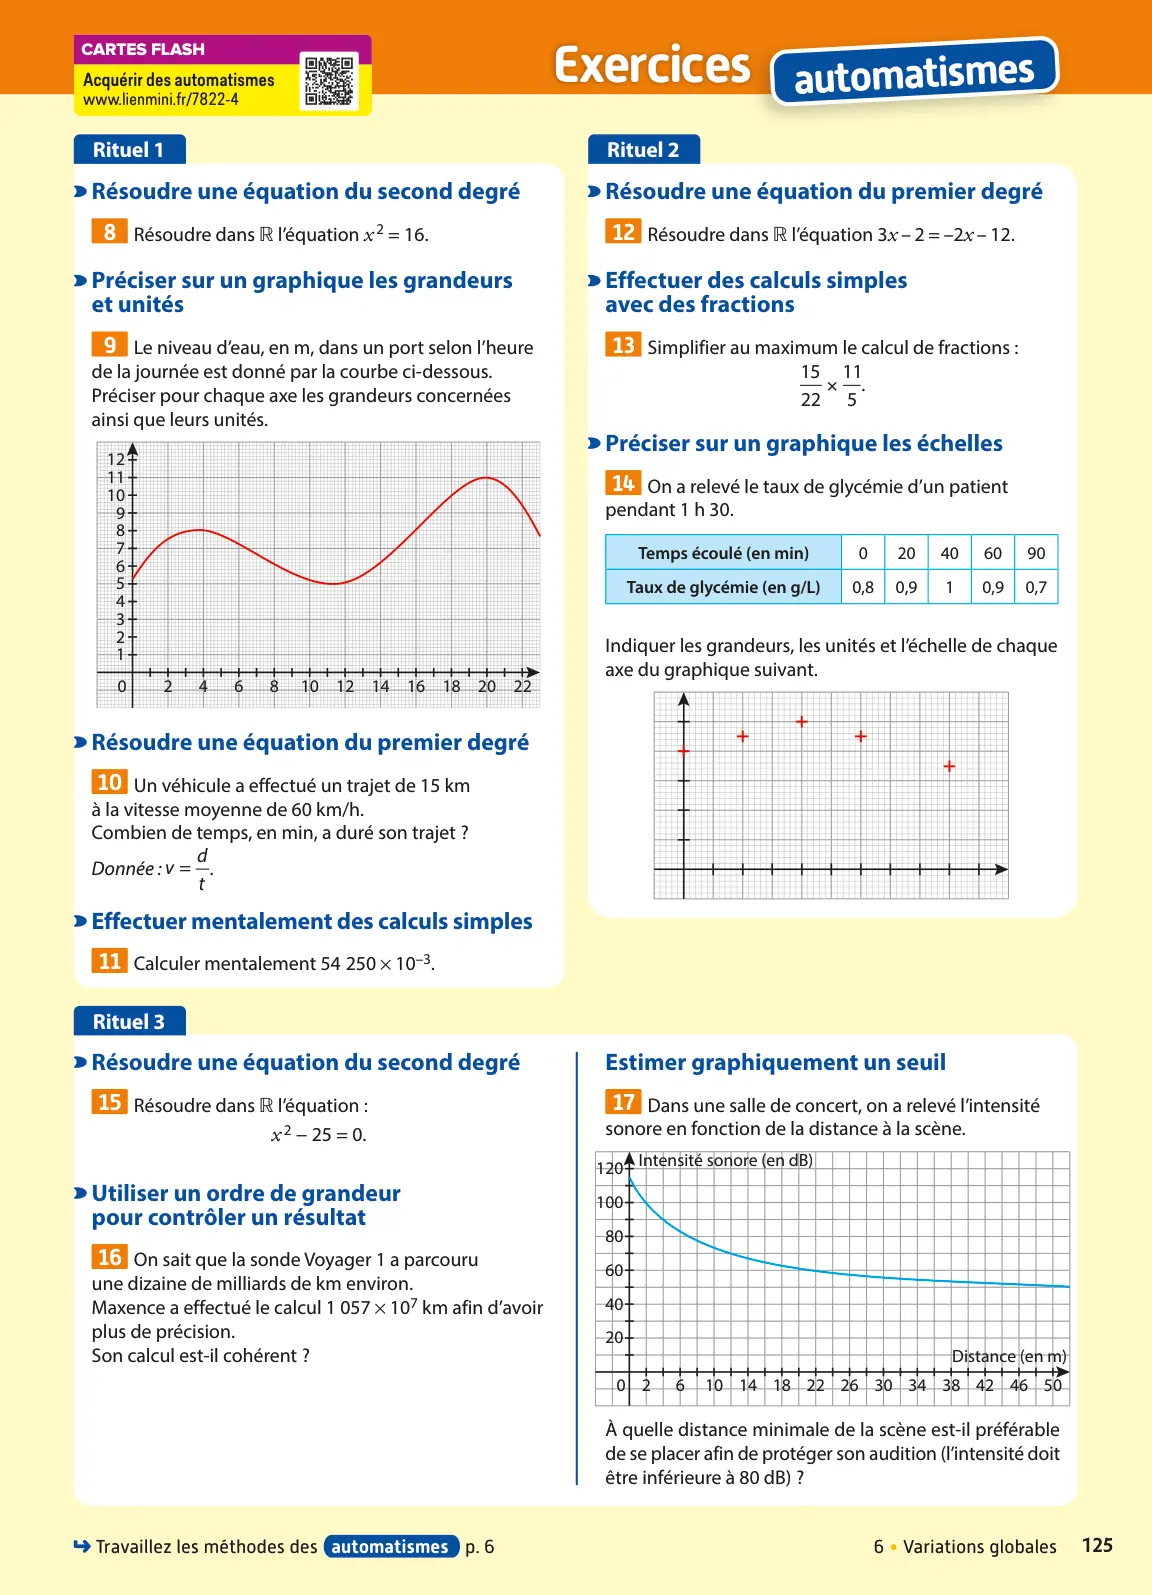 CARTES FLASH
Acquérir des automatismes
www.lienmini.fr/7822-4
Exercices automatismes
Rituel 1
Résoudre une équation du second degré
8 Résoudre dans ℝ l’équation x² = 16.
Préciser sur un graphique les grandeurs
et unités
9 Le niveau d’eau, en m, dans un port selon l’heure
de la journée est donné par la courbe ci-dessous.
Préciser pour chaque axe les grandeurs concernées
ainsi que leurs unités.
12
11
10
9
8
7
6
5
4
3
2
1
0 2 4 6 8 10 12 14 16 18 20 22
Résoudre une équation du premier degré
10 Un véhicule a effectué un trajet de 15 km
à la vitesse moyenne de 60 km/h.
Combien de temps, en min, a duré son trajet ?
Donnée : v = d/t.
Effectuer mentalement des calculs simples
11 Calculer mentalement 54 250 × 10⁻³.
Rituel 2
Résoudre une équation du premier degré
12 Résoudre dans ℝ l’équation 3x – 2 = –2x – 12.
Effectuer des calculs simples
avec des fractions
13 Simplifier au maximum le calcul de fractions :
15/22 × 11/5.
Préciser sur un graphique les échelles
14 On a relevé le taux de glycémie d’un patient
pendant 1 h 30.
Temps écoulé (en min) 0 20 40 60 90
Taux de glycémie (en g/L) 0,8 0,9 1 0,9 0,7
Indiquer les grandeurs, les unités et l’échelle de chaque
axe du graphique suivant.
Rituel 3
Résoudre une équation du second degré
15 Résoudre dans ℝ l’équation :
x² − 25 = 0.
Utiliser un ordre de grandeur
pour contrôler un résultat
16 On sait que la sonde Voyager 1 a parcouru
une dizaine de milliards de km environ.
Maxence a effectué le calcul 1 057 × 10⁷ km afin d’avoir
plus de précision.
Son calcul est-il cohérent ?
Estimer graphiquement un seuil
17 Dans une salle de concert, on a relevé l’intensité
sonore en fonction de la distance à la scène.
Intensité sonore (en dB)
120
100
80
60
40
20
Distance (en m)
0 2 6 10 14 18 22 26 30 34 38 42 46 50
À quelle distance minimale de la scène est-il préférable
de se placer afin de protéger son audition (l’intensité doit
être inférieure à 80 dB) ?
Travaillez les méthodes des automatismes p. 6
6 • Variations globales 125